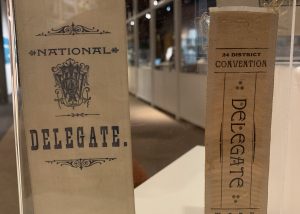 NATIONAL
DELEGATE.
2d DISTRICT
CONVENTION
DELEGATE